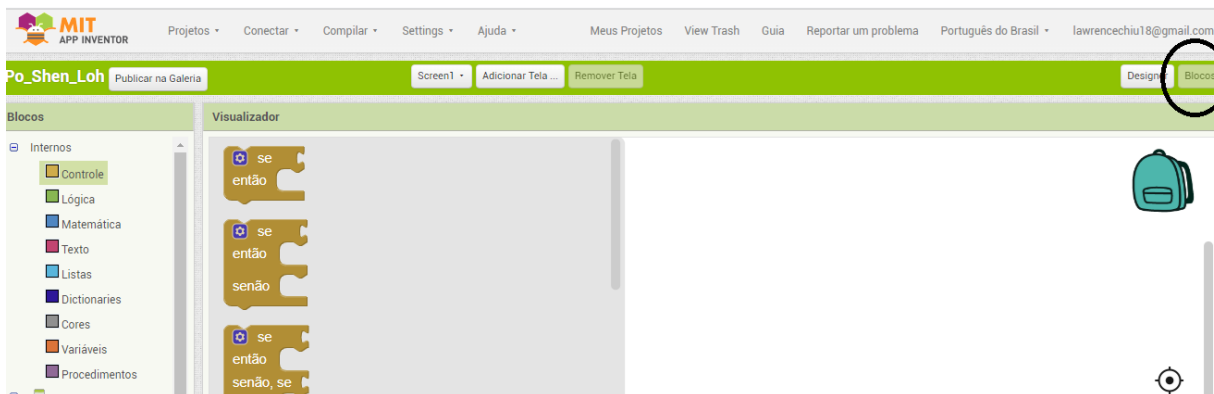 MIT
APP INVENTOR
Projetos Conectar Compilar Settings Ajuda Meus Projetos View Trash Guia Reportar um problema Português do Brasil lawrencechiu18@gmail.com
Po_Shen_Loh Publicar na Galeria Screen1 Adicionar Tela ... Remover Tela Designer Blocos
Blocos Visualizador
Internos
Controle
Lógica
Matemática
Texto
Listas
Dictionaries
Cores
Variáveis
Procedimentos
se
então
se
então
senão
se
então
senão, se